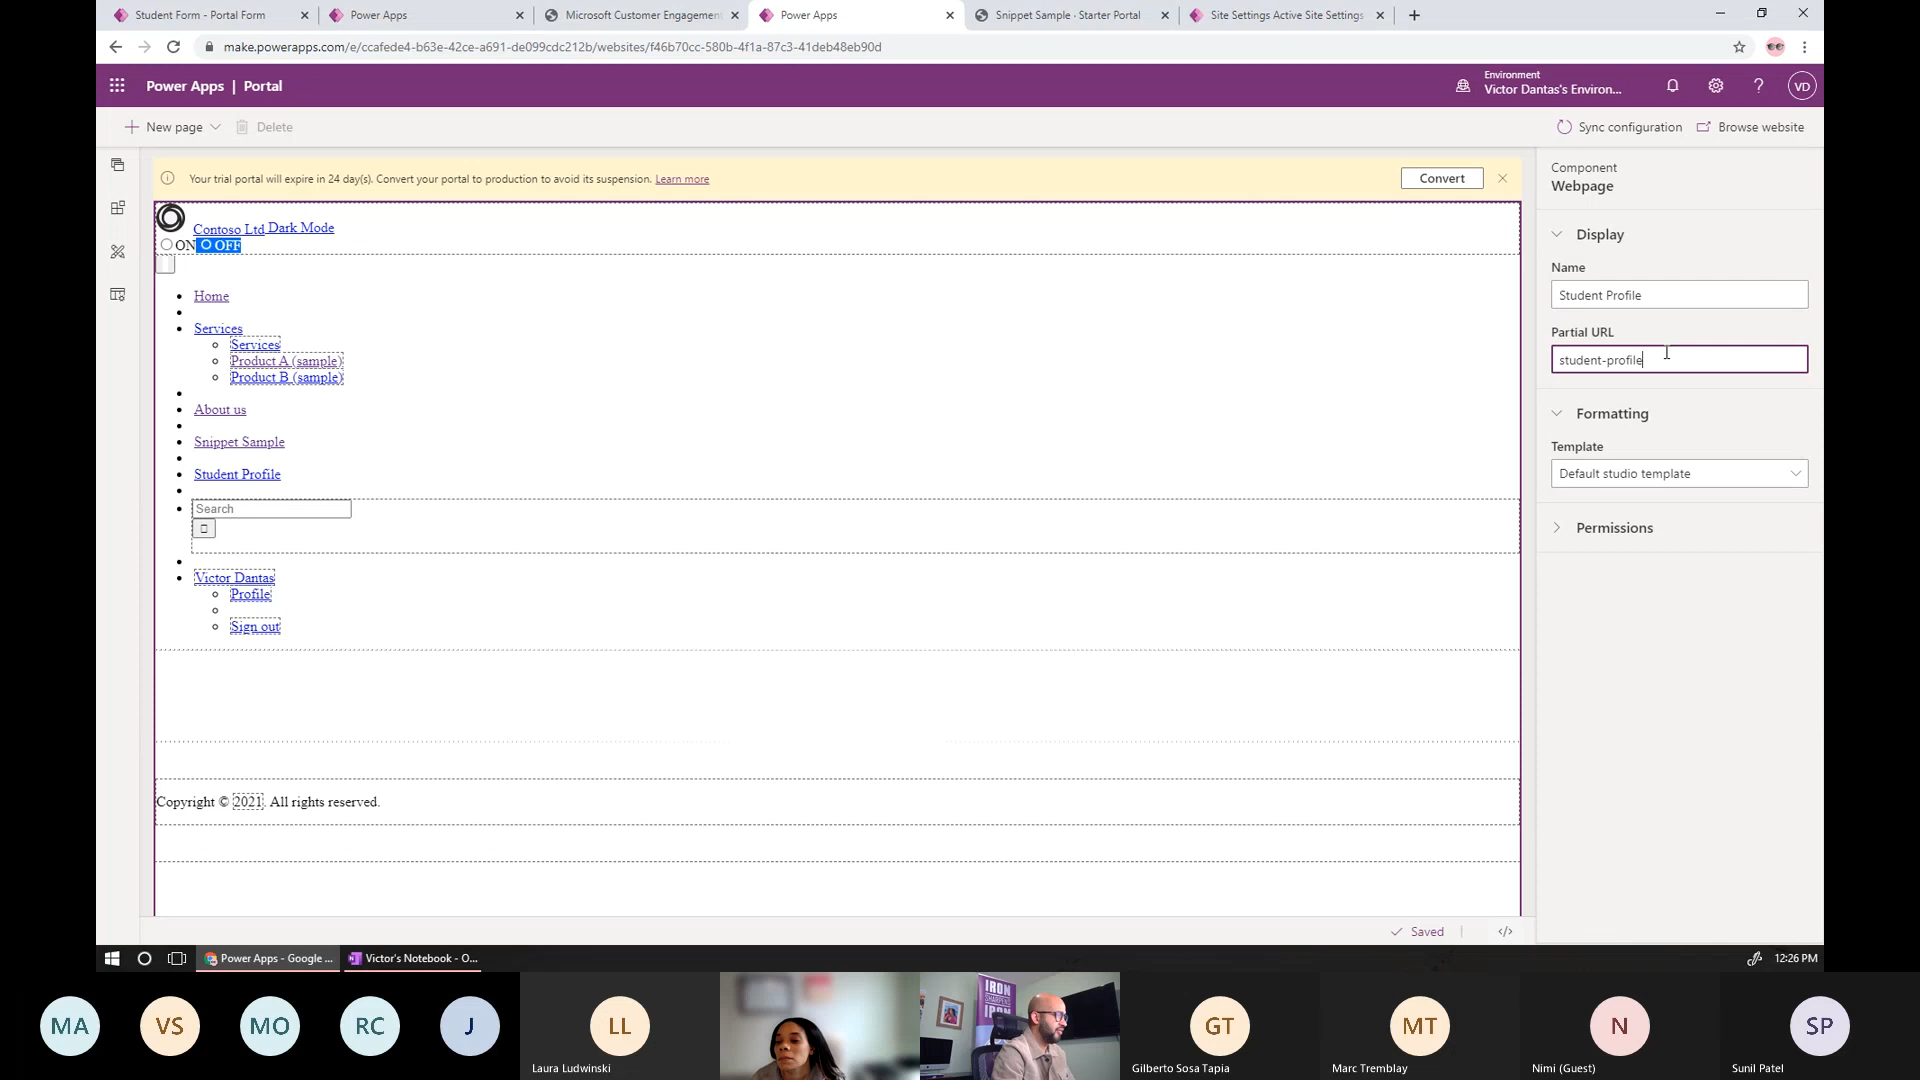 Student Form - Portal Form
Power Apps
Microsoft Customer Engagement
Power Apps
Snippet Sample · Starter Portal
Site Settings Active Site Settings
make.powerapps.com/e/ccafede4-b63e-42ce-a691-de099cdc212b/websites/f46b70cc-580b-4f1a-87c3-41deb48eb90d
Power Apps | Portal
Environment
Victor Dantas's Environ...
VD
New page
Delete
Sync configuration
Browse website
Your trial portal will expire in 24 day(s). Convert your portal to production to avoid its suspension. Learn more
Convert
Contoso Ltd Dark Mode
ON OFF
Home
Services
Services
Product A (sample)
Product B (sample)
About us
Snippet Sample
Student Profile
Search
Victor Dantas
Profile
Sign out
Copyright © 2021. All rights reserved.
Saved
</>
Component
Webpage
Display
Name
Student Profile
Partial URL
student-profile
Formatting
Template
Default studio template
Permissions
Power Apps - Google ...
Victor's Notebook - O...
12:26 PM
MA
VS
MO
RC
J
LL
Laura Ludwinski
IRON
SHARPENS
IRON
GT
Gilberto Sosa Tapia
MT
Marc Tremblay
N
Nimi (Guest)
SP
Sunil Patel